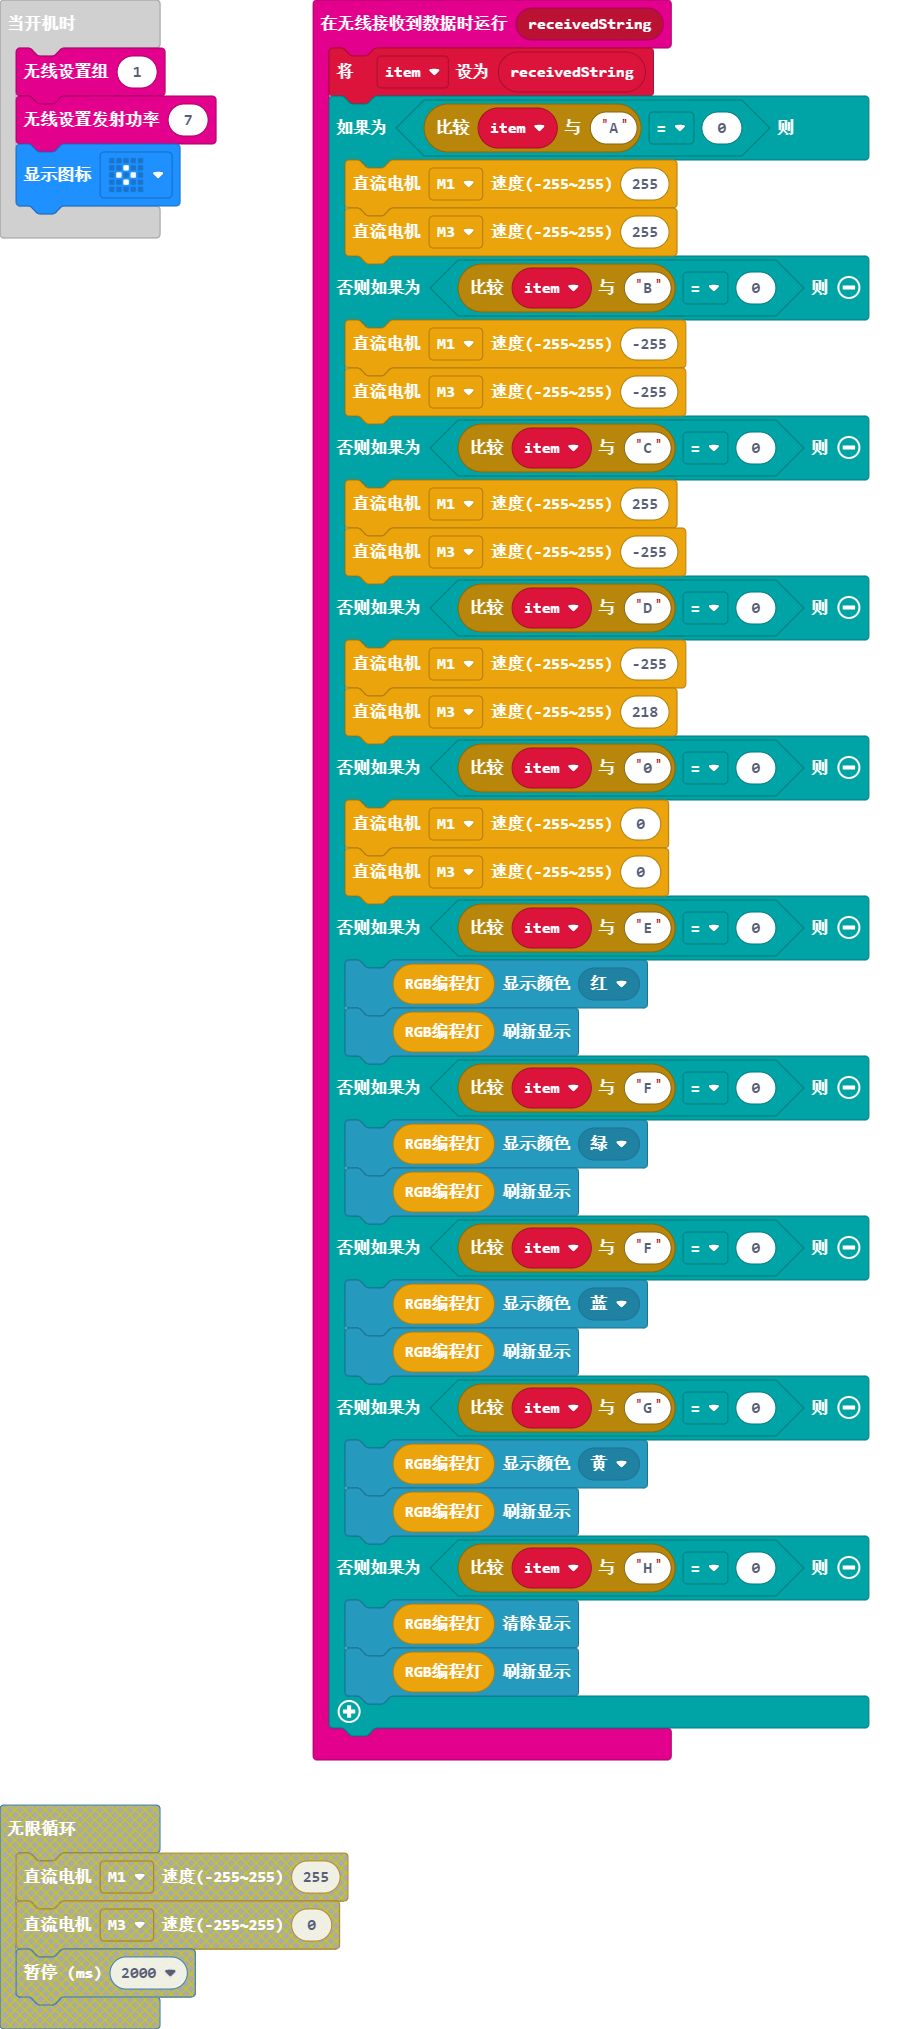 当开机时
无线设置组 1
无线设置发射功率 7
显示图标
在无线接收到数据时运行 receivedString
将 item 设为 receivedString
如果为 比较 item 与 "A" = 0 则
直流电机 M1 速度(-255~255) 255
直流电机 M3 速度(-255~255) 255
否则如果为 比较 item 与 "B" = 0 则
直流电机 M1 速度(-255~255) -255
直流电机 M3 速度(-255~255) -255
否则如果为 比较 item 与 "C" = 0 则
直流电机 M1 速度(-255~255) 255
直流电机 M3 速度(-255~255) -255
否则如果为 比较 item 与 "D" = 0 则
直流电机 M1 速度(-255~255) -255
直流电机 M3 速度(-255~255) 218
否则如果为 比较 item 与 "0" = 0 则
直流电机 M1 速度(-255~255) 0
直流电机 M3 速度(-255~255) 0
否则如果为 比较 item 与 "E" = 0 则
RGB编程灯 显示颜色 红
RGB编程灯 刷新显示
否则如果为 比较 item 与 "F" = 0 则
RGB编程灯 显示颜色 绿
RGB编程灯 刷新显示
否则如果为 比较 item 与 "F" = 0 则
RGB编程灯 显示颜色 蓝
RGB编程灯 刷新显示
否则如果为 比较 item 与 "G" = 0 则
RGB编程灯 显示颜色 黄
RGB编程灯 刷新显示
否则如果为 比较 item 与 "H" = 0 则
RGB编程灯 清除显示
RGB编程灯 刷新显示
无限循环
直流电机 M1 速度(-255~255) 255
直流电机 M3 速度(-255~255) 0
暂停 (ms) 2000